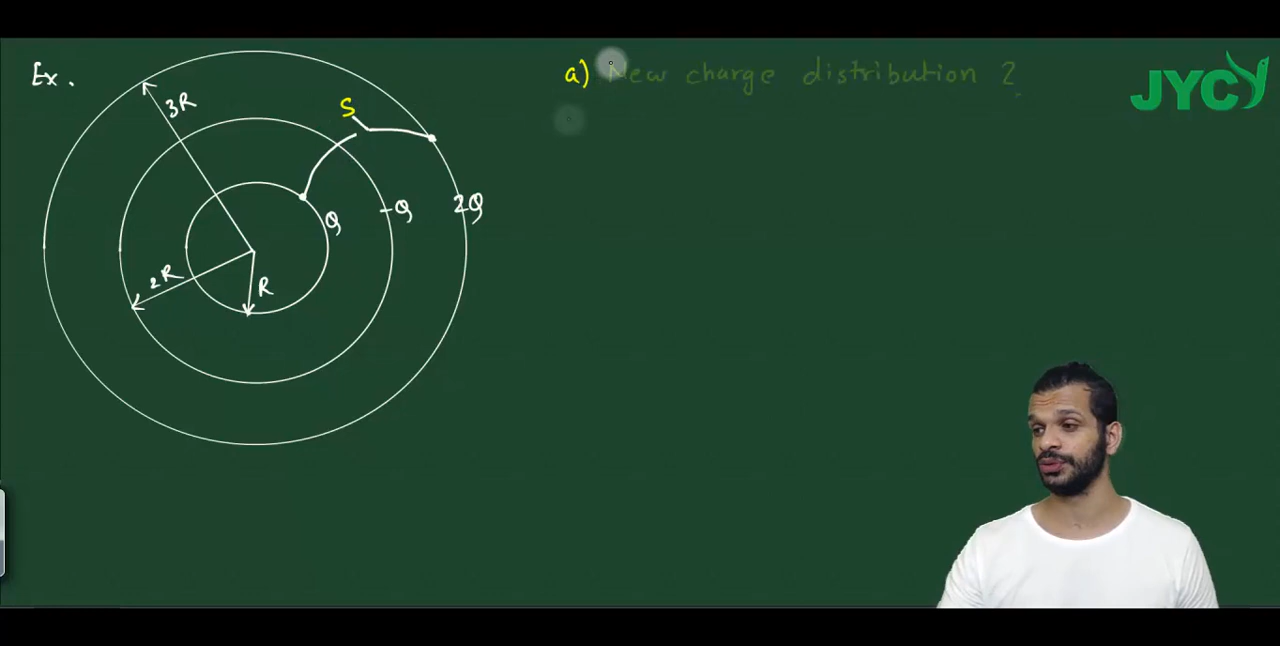 Ex.
a) New charge distribution ?
JYC
3R
S
Q
-Q
2Q
2R
R